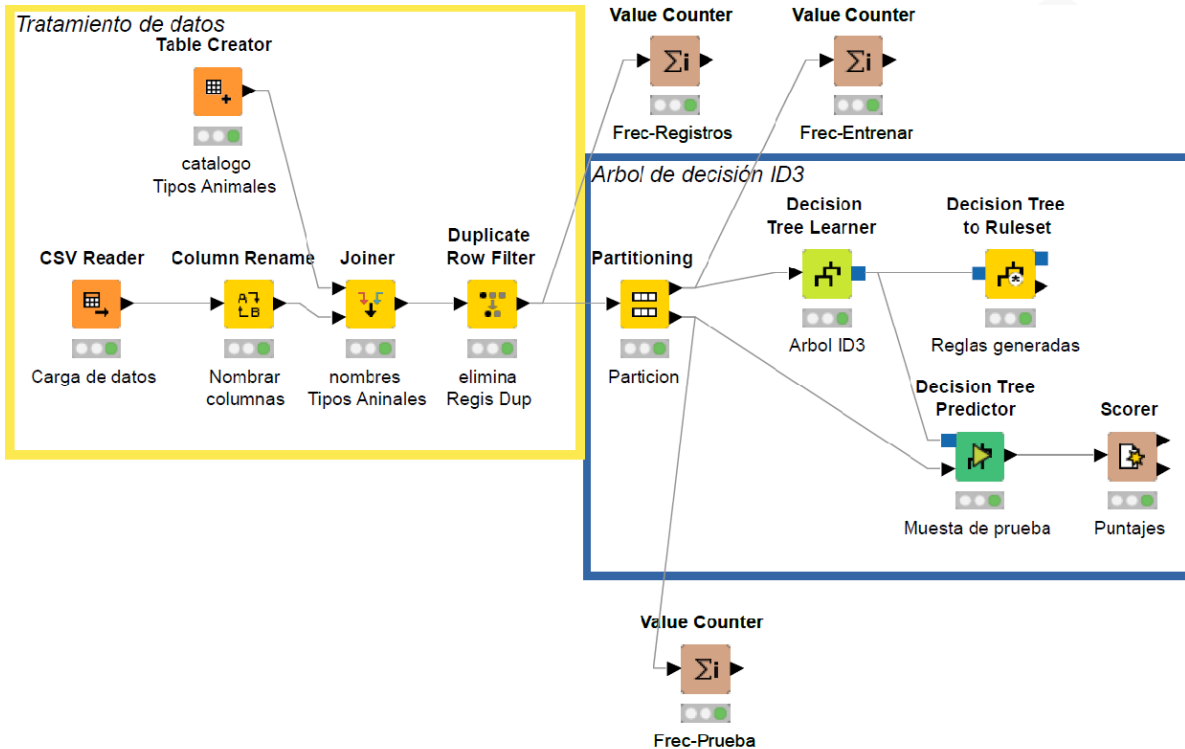 Tratamiento de datos
Table Creator
catalogo
Tipos Animales
CSV Reader
Carga de datos
Column Rename
Nombrar
columnas
Joiner
nombres
Tipos Aninales
Duplicate
Row Filter
elimina
Regis Dup
Value Counter
Σi
Frec-Registros
Value Counter
Σi
Frec-Entrenar
Arbol de decisión ID3
Partitioning
Particion
Decision
Tree Learner
Arbol ID3
Decision Tree
to Ruleset
Reglas generadas
Decision Tree
Predictor
Muesta de prueba
Scorer
Puntajes
Value Counter
Σi
Frec-Prueba